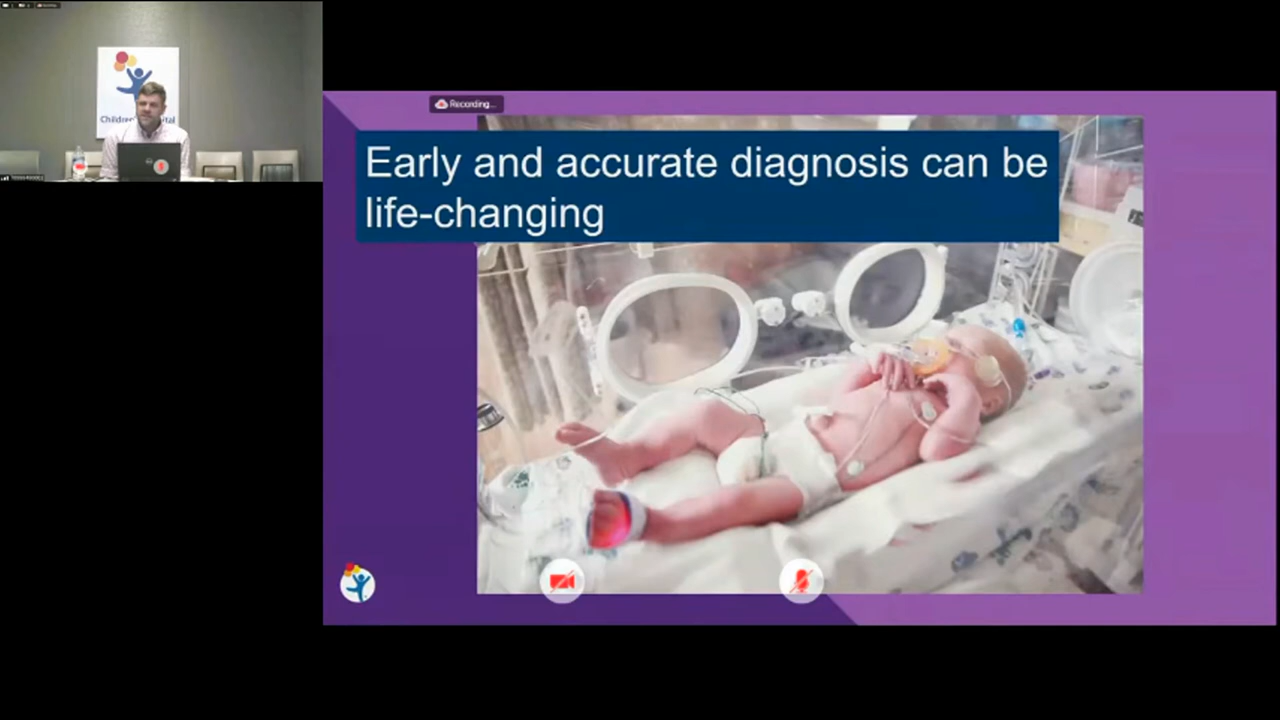 Recording...
Early and accurate diagnosis can be
life-changing